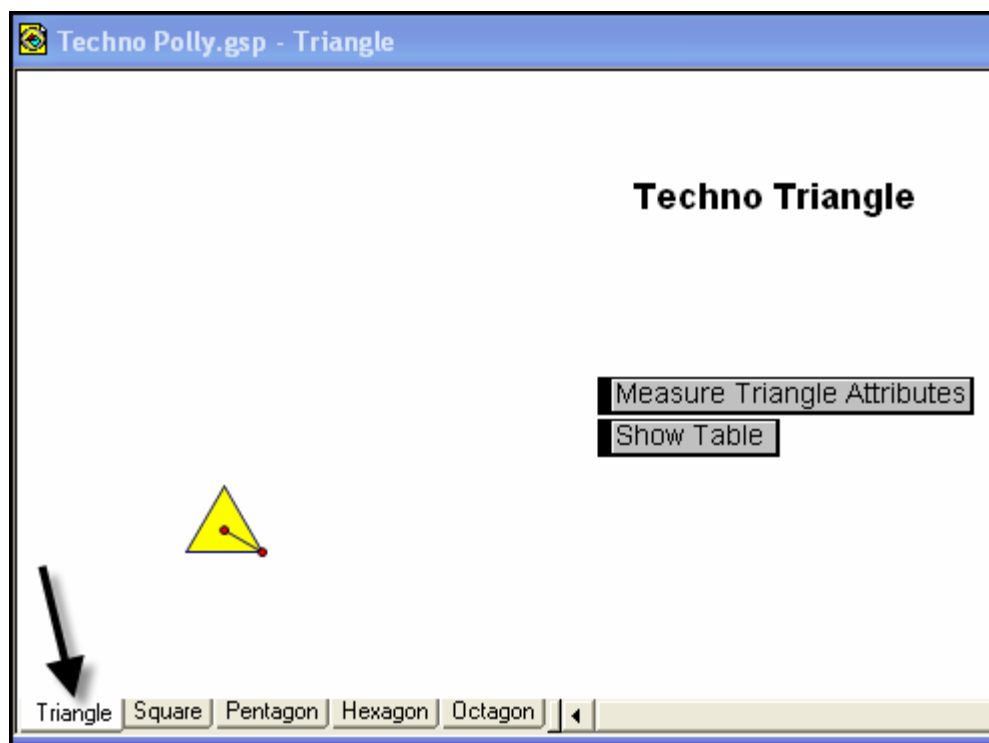 Techno Polly.gsp - Triangle
Techno Triangle
Measure Triangle Attributes
Show Table
Triangle Square Pentagon Hexagon Octagon